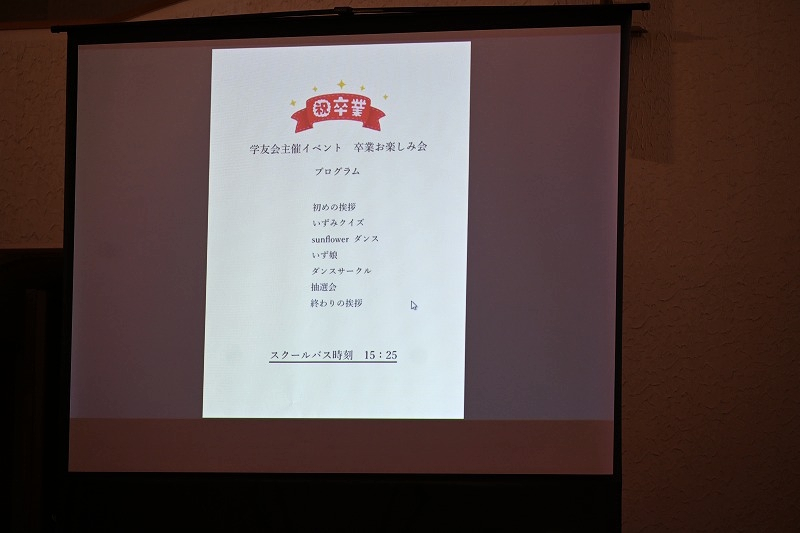 祝卒業
学友会主催イベント　卒業お楽しみ会
プログラム
初めの挨拶
いずみクイズ
sunflower ダンス
いず娘
ダンスサークル
抽選会
終わりの挨拶
スクールバス時刻　15：25